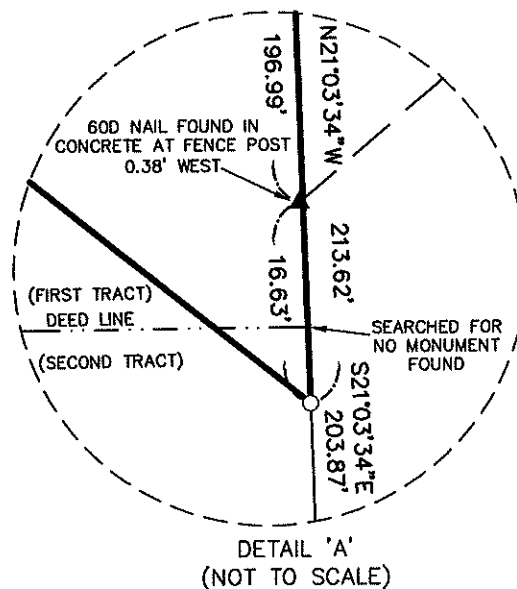 N21°03'34"W
196.99'
60D NAIL FOUND IN
CONCRETE AT FENCE POST
0.38' WEST
213.62'
16.63'
(FIRST TRACT)
DEED LINE
(SECOND TRACT)
SEARCHED FOR
NO MONUMENT
FOUND
S21°03'34"E
203.87'
DETAIL 'A'
(NOT TO SCALE)